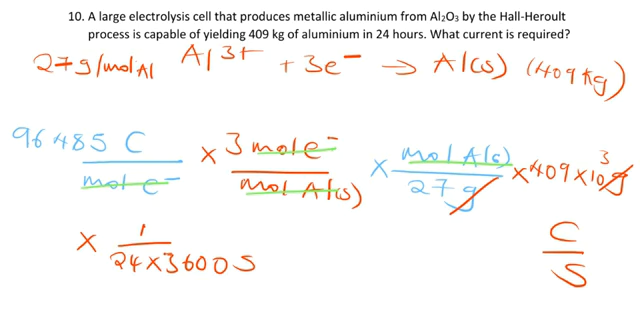 10. A large electrolysis cell that produces metallic aluminium from Al₂O₃ by the Hall-Heroult
process is capable of yielding 409 kg of aluminium in 24 hours. What current is required?
27g/mol Al Al 3+ + 3e⁻ → Al(s) (409 kg)
96485 C / mol e⁻ × 3 mol e⁻ / mol Al(s) × mol Al(s) / 27 g × 409 × 10³ g
× 1 / 24 × 3600 s C / S